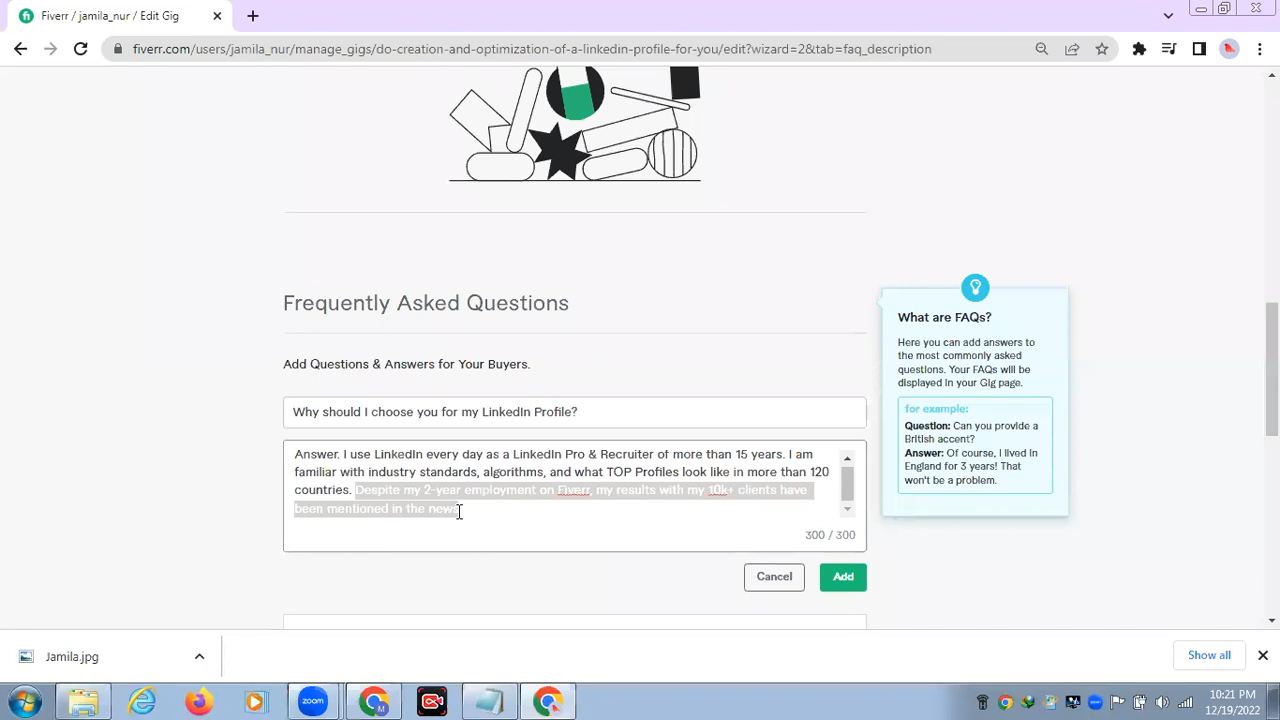 Fiverr / jamila_nur / Edit Gig
fiverr.com/users/jamila_nur/manage_gigs/do-creation-and-optimization-of-a-linkedin-profile-for-you/edit?wizard=2&tab=faq_description
Frequently Asked Questions
Add Questions & Answers for Your Buyers.
Why should I choose you for my LinkedIn Profile?
Answer. I use LinkedIn every day as a LinkedIn Pro & Recruiter of more than 15 years. I am
familiar with industry standards, algorithms, and what TOP Profiles look like in more than 120
countries. Despite my 2-year employment on Fiverr, my results with my 10k+ clients have
been mentioned in the news.
300 / 300
Cancel
Add
What are FAQs?
Here you can add answers to
the most commonly asked
questions. Your FAQs will be
displayed in your Gig page.
for example:
Question: Can you provide a
British accent?
Answer: Of course, I lived in
England for 3 years! That
won't be a problem.
Jamila.jpg
Show all
zoom
M
10:21 PM
12/19/2022